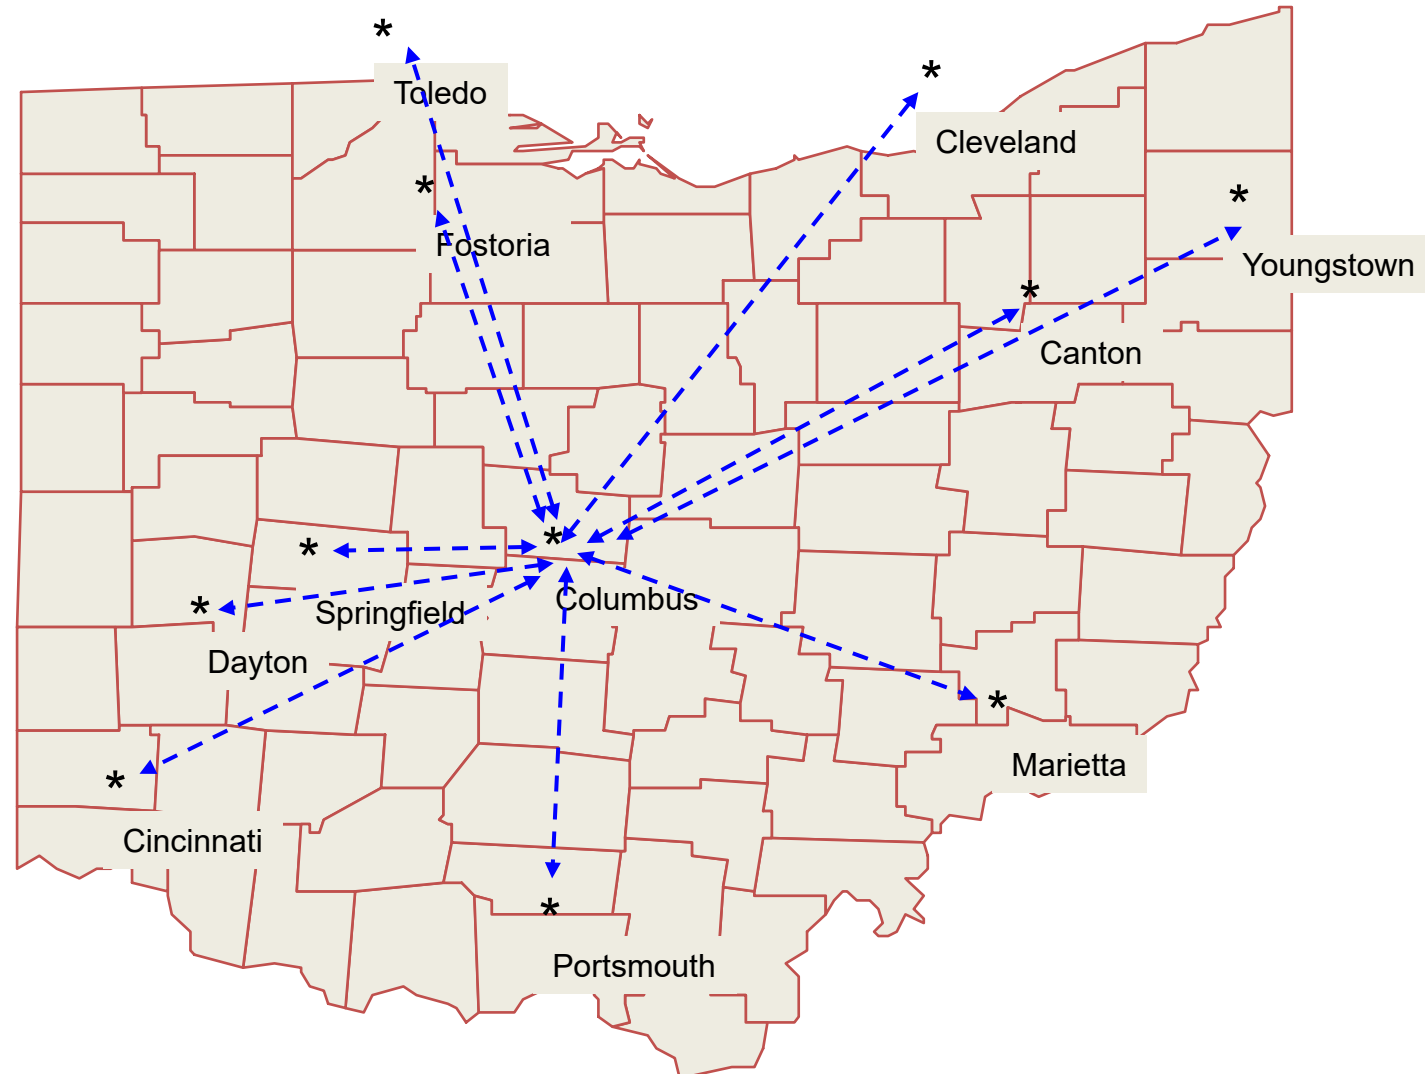 *
Toledo
*
Cleveland
*
Fostoria
*
Youngstown
*
Canton
*
Columbus
*
Springfield
*
Dayton
*
Marietta
*
Cincinnati
*
Portsmouth